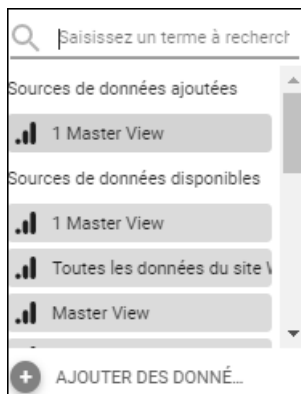 Saisissez un terme à recherch
Sources de données ajoutées
1 Master View
Sources de données disponibles
1 Master View
Toutes les données du site
Master View
AJOUTER DES DONNÉ...